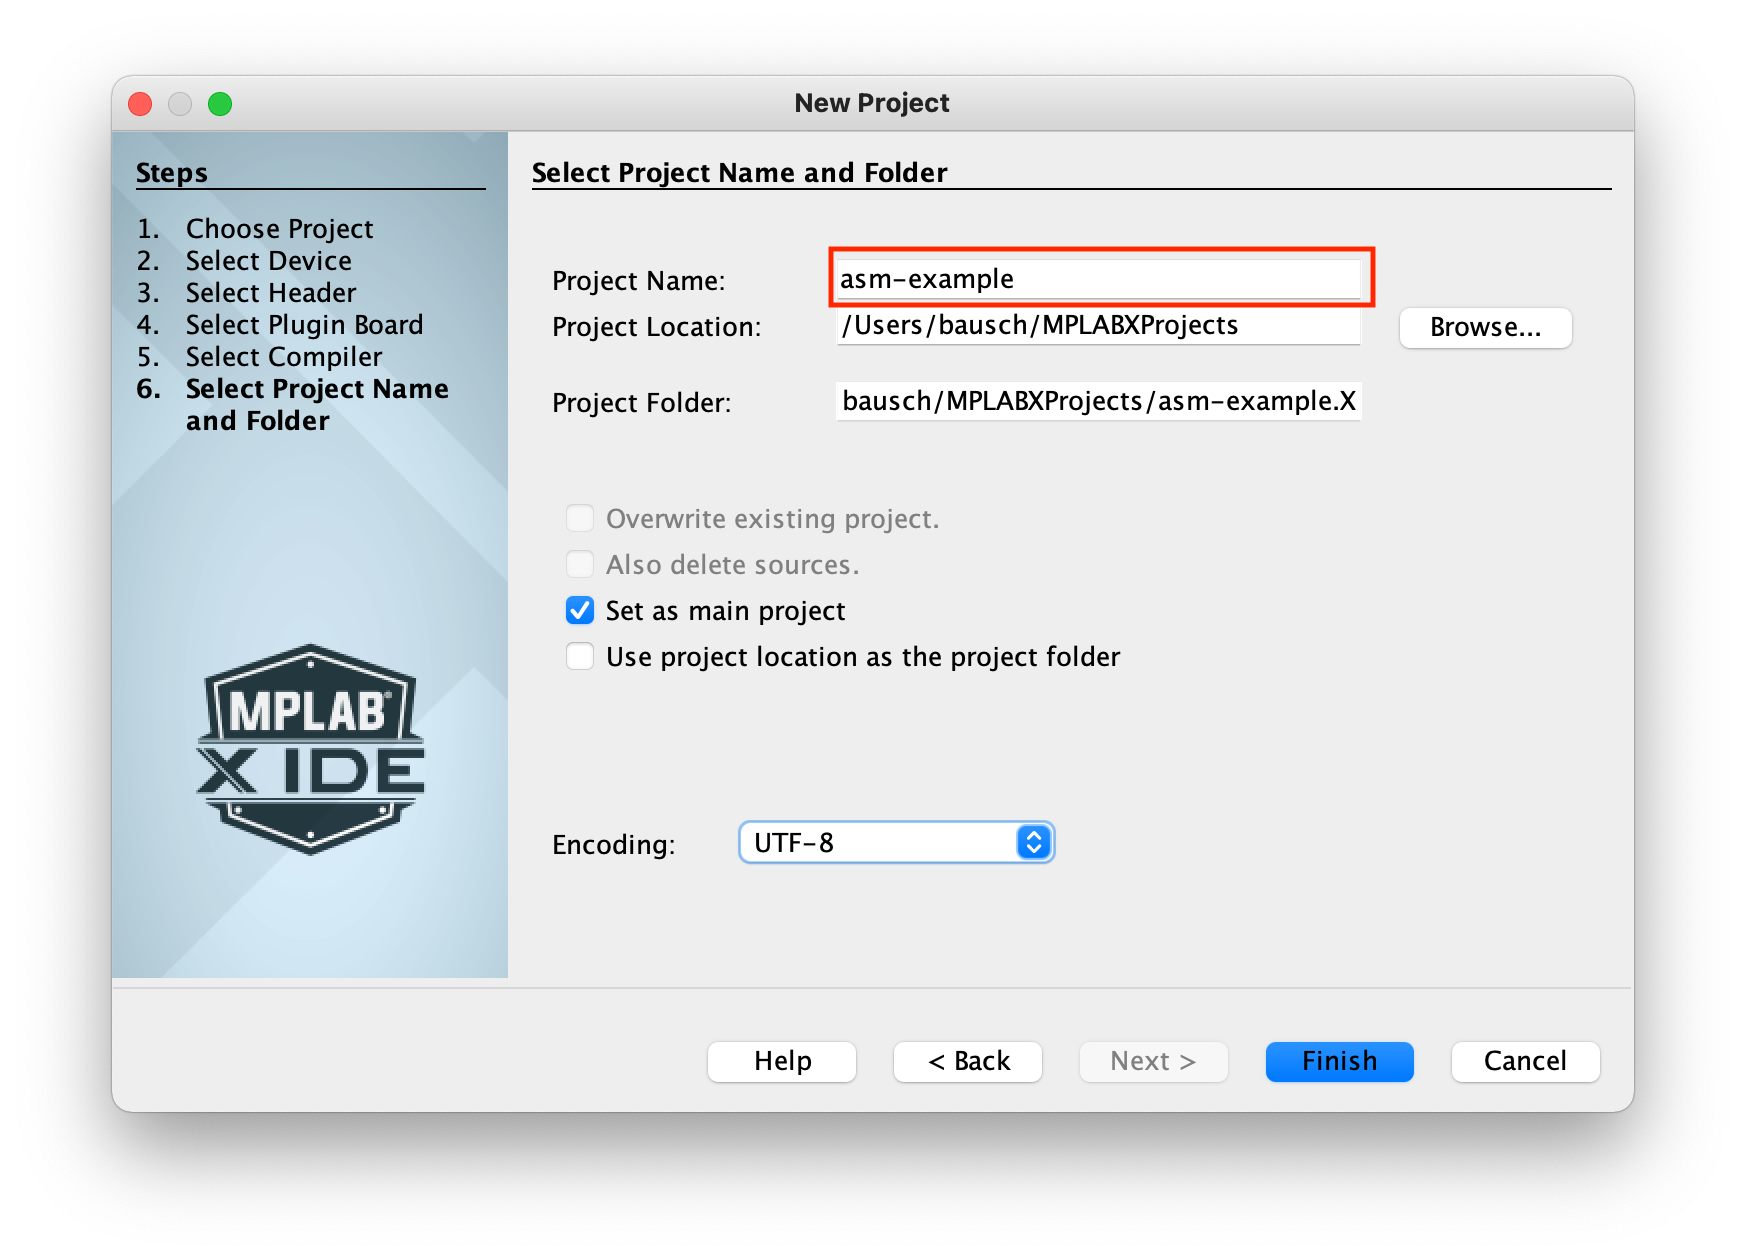 New Project
Steps
1. Choose Project
2. Select Device
3. Select Header
4. Select Plugin Board
5. Select Compiler
6. Select Project Name
and Folder
MPLAB®
X IDE
Select Project Name and Folder
Project Name: asm-example
Project Location: /Users/bausch/MPLABXProjects Browse...
Project Folder: bausch/MPLABXProjects/asm-example.X
Overwrite existing project.
Also delete sources.
Set as main project
Use project location as the project folder
Encoding: UTF-8
Help < Back Next > Finish Cancel